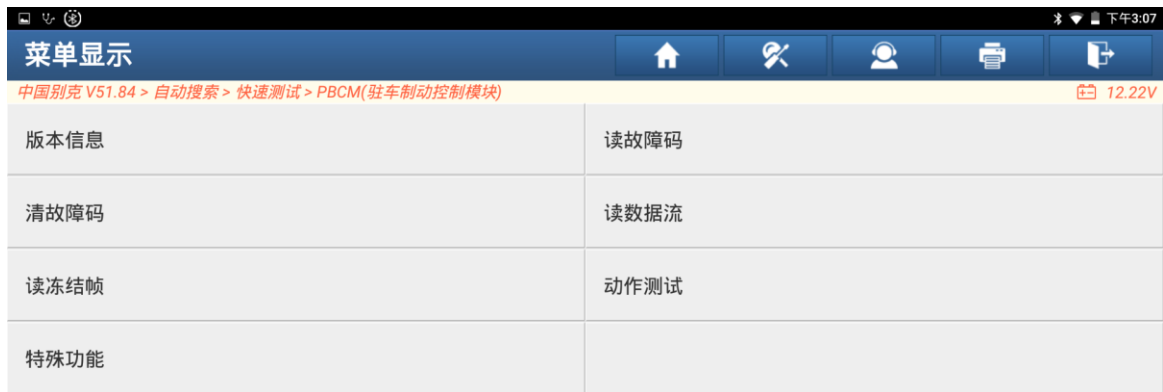 下午3:07
菜单显示
中国别克 V51.84 > 自动搜索 > 快速测试 > PBCM(驻车制动控制模块)
12.22V
版本信息
读故障码
清故障码
读数据流
读冻结帧
动作测试
特殊功能